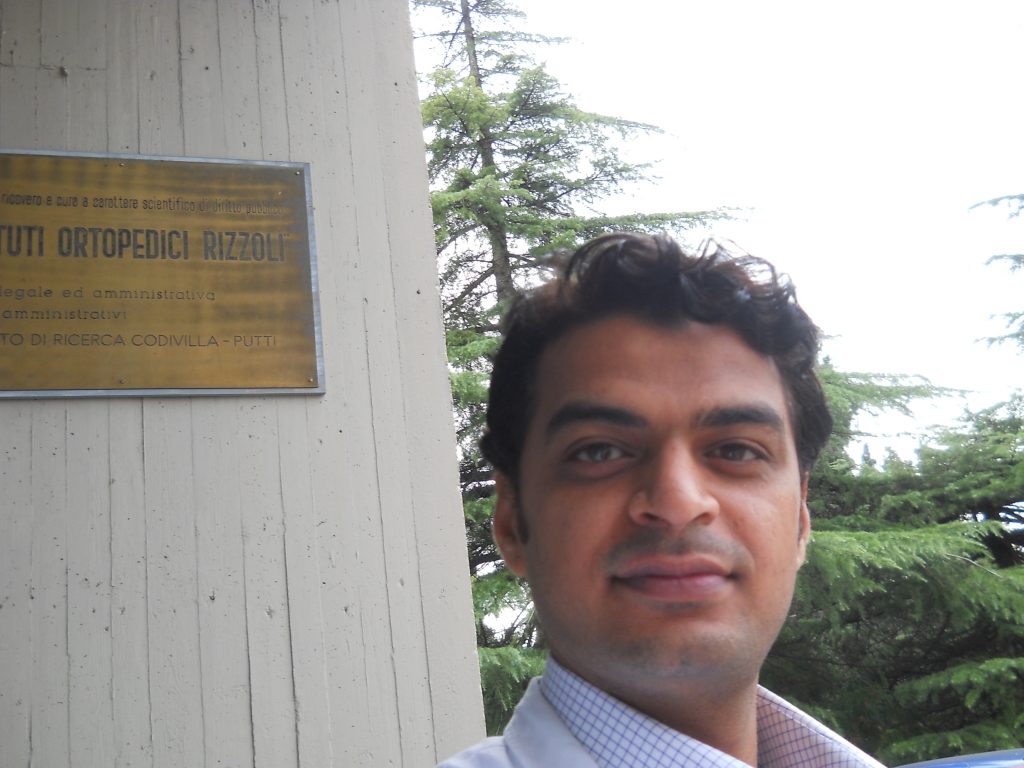 ricovero e cura a carattere scientifico di diritto pubblico
TUTI ORTOPEDICI RIZZOLI"
legale ed amministrativa
amministrativi
TO DI RICERCA CODIVILLA - PUTTI